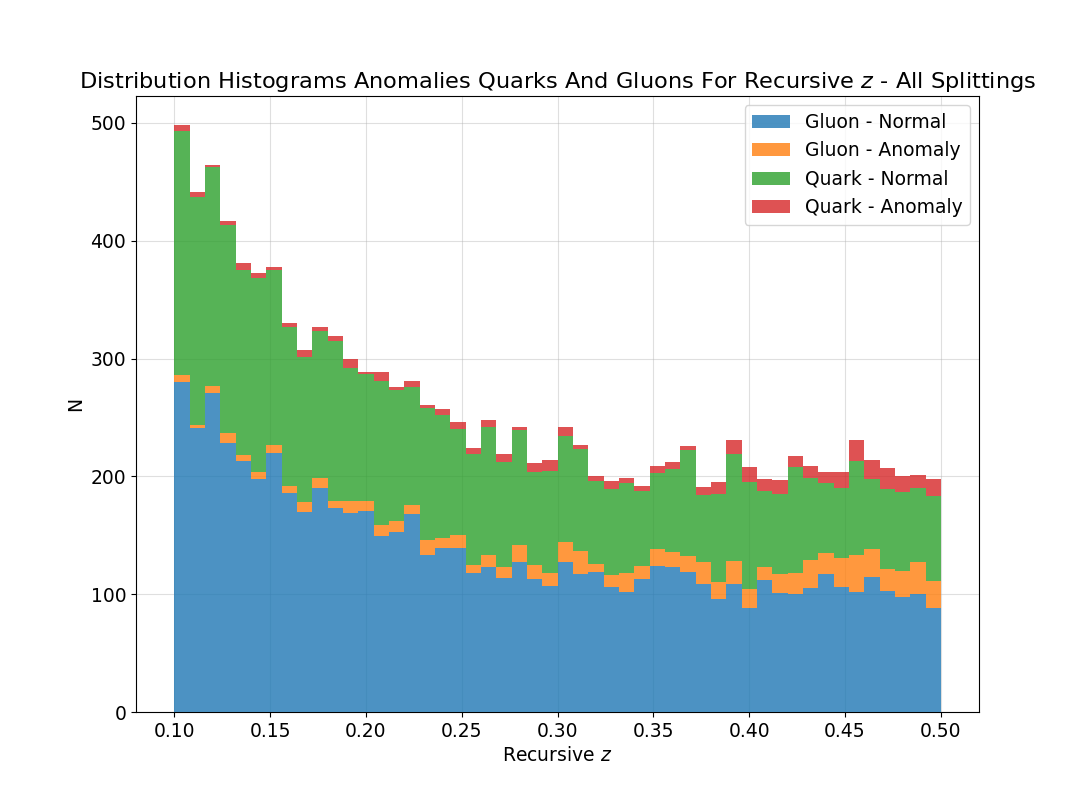 Distribution Histograms Anomalies Quarks And Gluons For Recursive z - All Splittings
Gluon - Normal
Gluon - Anomaly
Quark - Normal
Quark - Anomaly
500
400
300
200
100
0
N
0.10 0.15 0.20 0.25 0.30 0.35 0.40 0.45 0.50
Recursive z